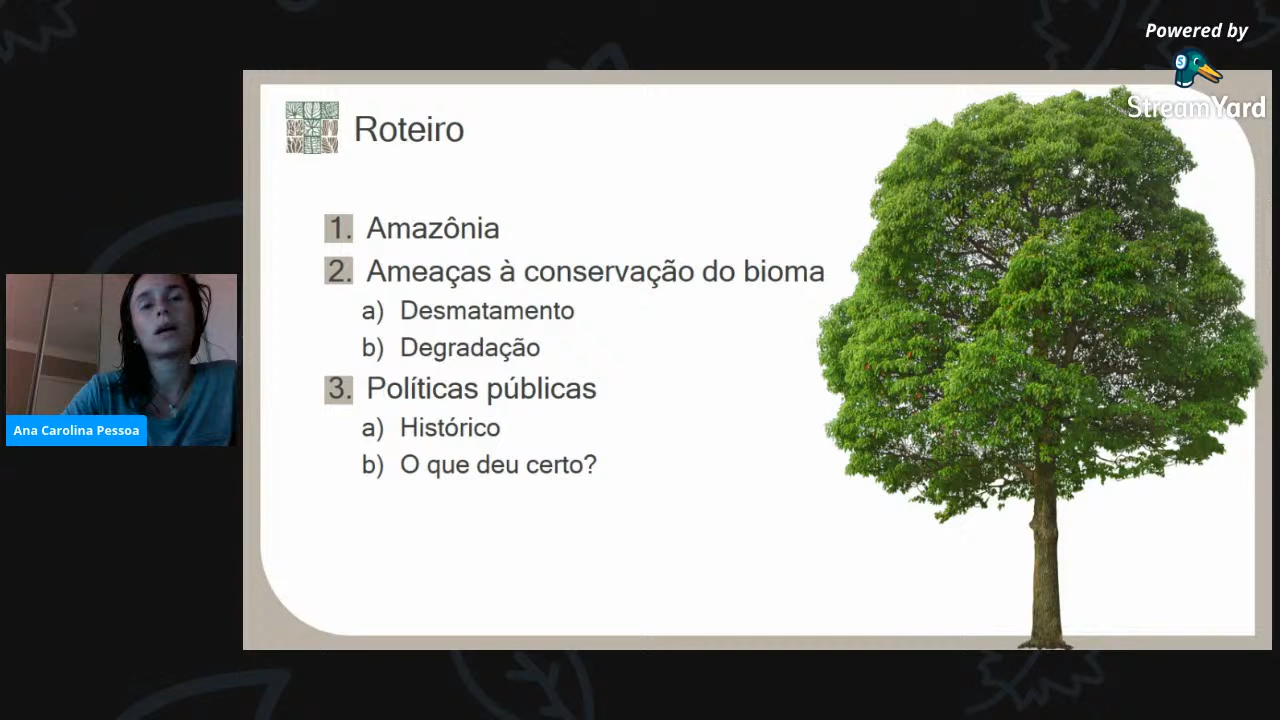 Powered by
StreamYard
Roteiro
1. Amazônia
2. Ameaças à conservação do bioma
a) Desmatamento
b) Degradação
3. Políticas públicas
a) Histórico
b) O que deu certo?
Ana Carolina Pessoa